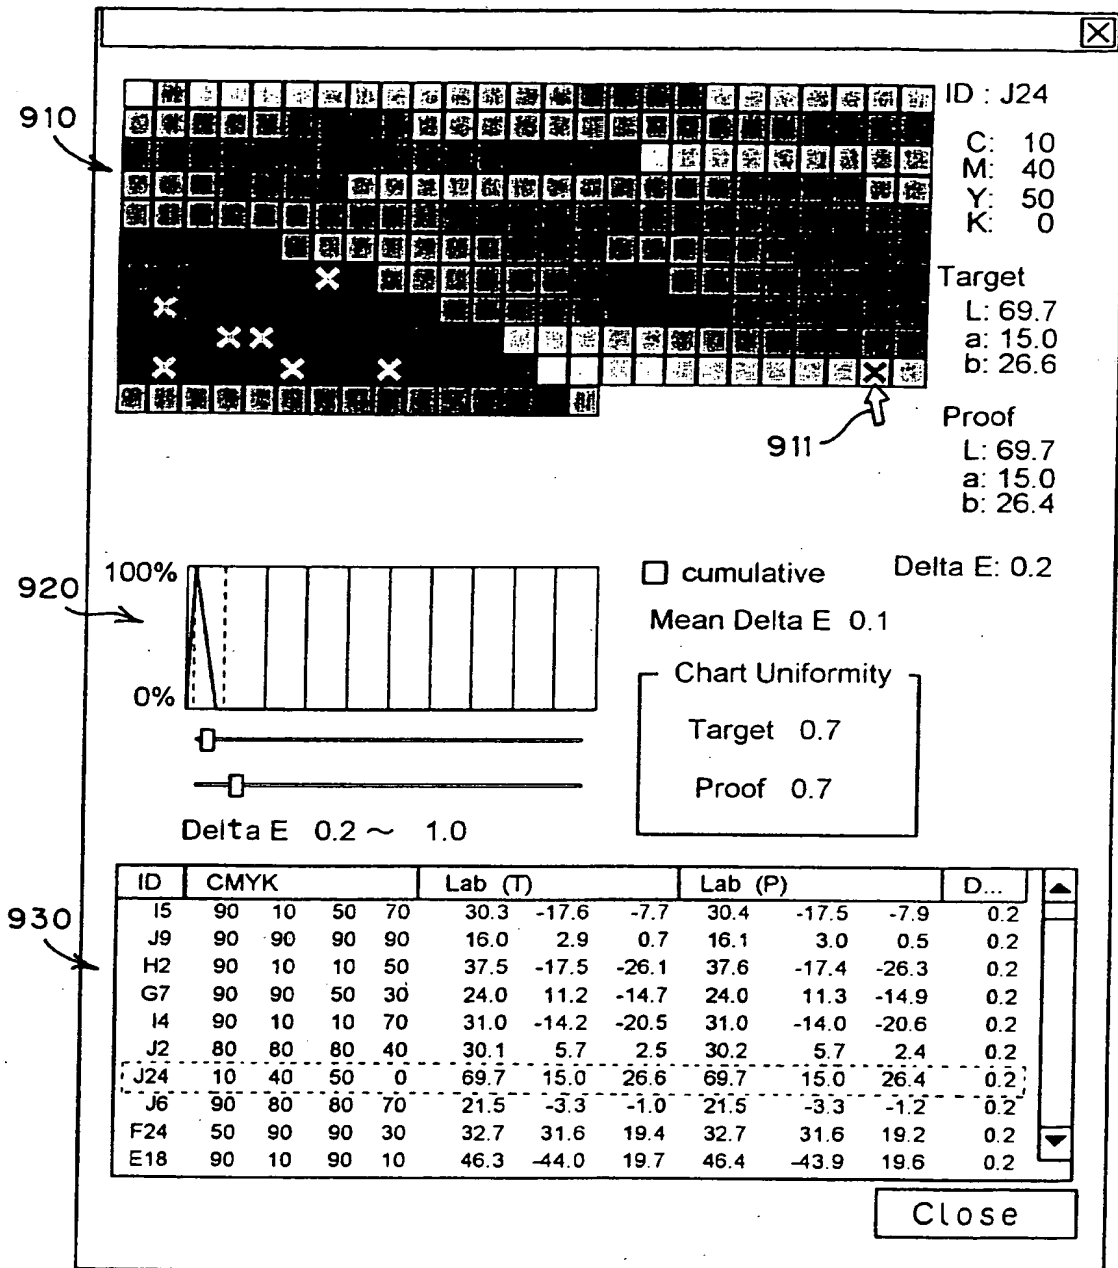 910
ID : J24
C: 10
M: 40
Y: 50
K: 0
Target
L: 69.7
a: 15.0
b: 26.6
911
Proof
L: 69.7
a: 15.0
b: 26.4
Delta E: 0.2
920
100%
0%
cumulative
Mean Delta E 0.1
Chart Uniformity
Target 0.7
Proof 0.7
Delta E 0.2 ~ 1.0
930
ID CMYK Lab (T) Lab (P) D...
I5 90 10 50 70 30.3 -17.6 -7.7 30.4 -17.5 -7.9 0.2
J9 90 90 90 90 16.0 2.9 0.7 16.1 3.0 0.5 0.2
H2 90 10 10 50 37.5 -17.5 -26.1 37.6 -17.4 -26.3 0.2
G7 90 90 50 30 24.0 11.2 -14.7 24.0 11.3 -14.9 0.2
I4 90 10 10 70 31.0 -14.2 -20.5 31.0 -14.0 -20.6 0.2
J2 80 80 80 40 30.1 5.7 2.5 30.2 5.7 2.4 0.2
J24 10 40 50 0 69.7 15.0 26.6 69.7 15.0 26.4 0.2
J6 90 80 80 70 21.5 -3.3 -1.0 21.5 -3.3 -1.2 0.2
F24 50 90 90 30 32.7 31.6 19.4 32.7 31.6 19.2 0.2
E18 90 10 90 10 46.3 -44.0 19.7 46.4 -43.9 19.6 0.2
Close